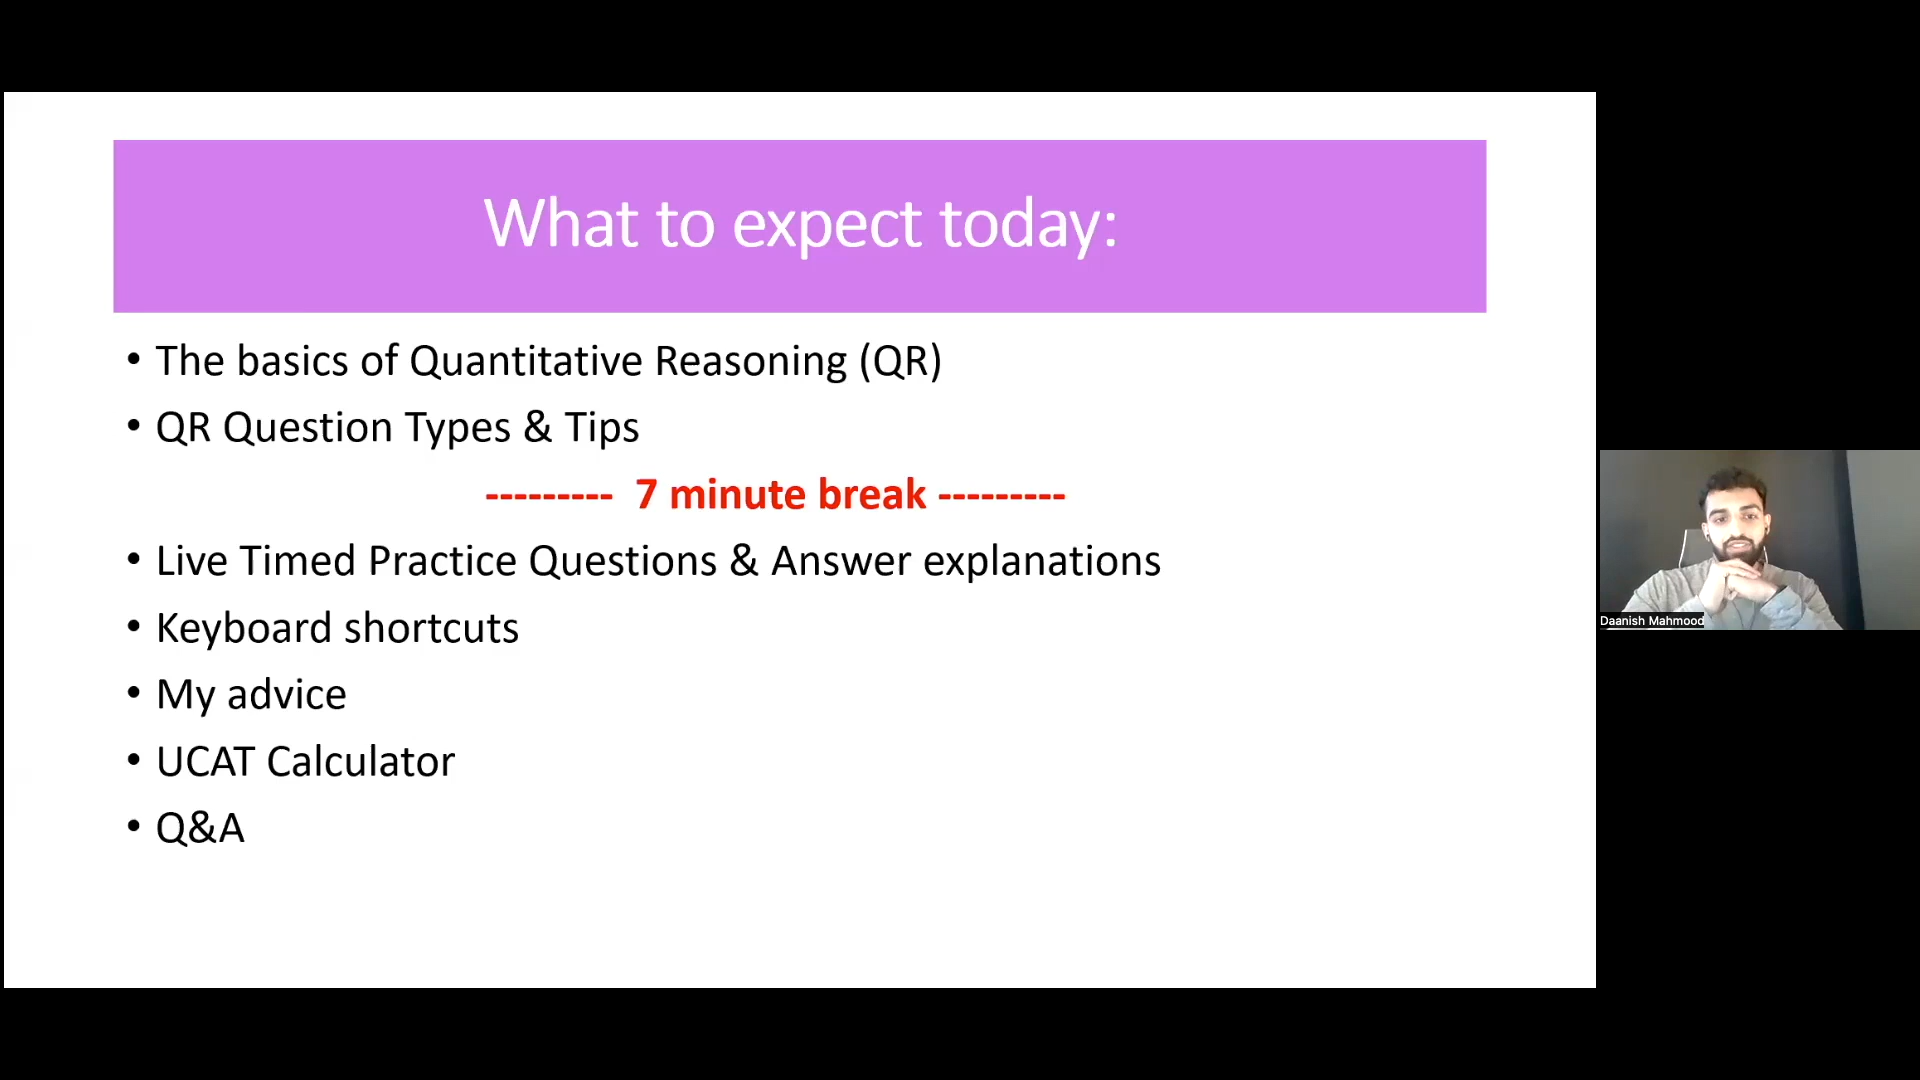 What to expect today:
• The basics of Quantitative Reasoning (QR)
• QR Question Types & Tips
--------- 7 minute break ---------
• Live Timed Practice Questions & Answer explanations
• Keyboard shortcuts
• My advice
• UCAT Calculator
• Q&A
Daanish Mahmood